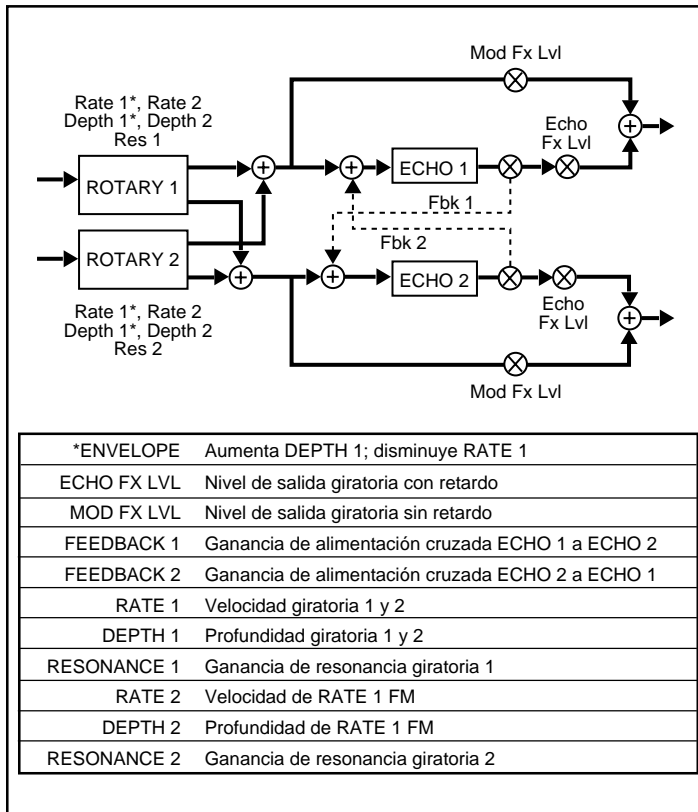 Mod Fx Lvl
Rate 1*, Rate 2
Depth 1*, Depth 2
Res 1
Echo
Fx Lvl
ROTARY 1
ECHO 1
Fbk 1
Fbk 2
ROTARY 2
ECHO 2
Rate 1*, Rate 2
Depth 1*, Depth 2
Res 2
Echo
Fx Lvl
Mod Fx Lvl
*ENVELOPE Aumenta DEPTH 1; disminuye RATE 1
ECHO FX LVL Nivel de salida giratoria con retardo
MOD FX LVL Nivel de salida giratoria sin retardo
FEEDBACK 1 Ganancia de alimentación cruzada ECHO 1 a ECHO 2
FEEDBACK 2 Ganancia de alimentación cruzada ECHO 2 a ECHO 1
RATE 1 Velocidad giratoria 1 y 2
DEPTH 1 Profundidad giratoria 1 y 2
RESONANCE 1 Ganancia de resonancia giratoria 1
RATE 2 Velocidad de RATE 1 FM
DEPTH 2 Profundidad de RATE 1 FM
RESONANCE 2 Ganancia de resonancia giratoria 2